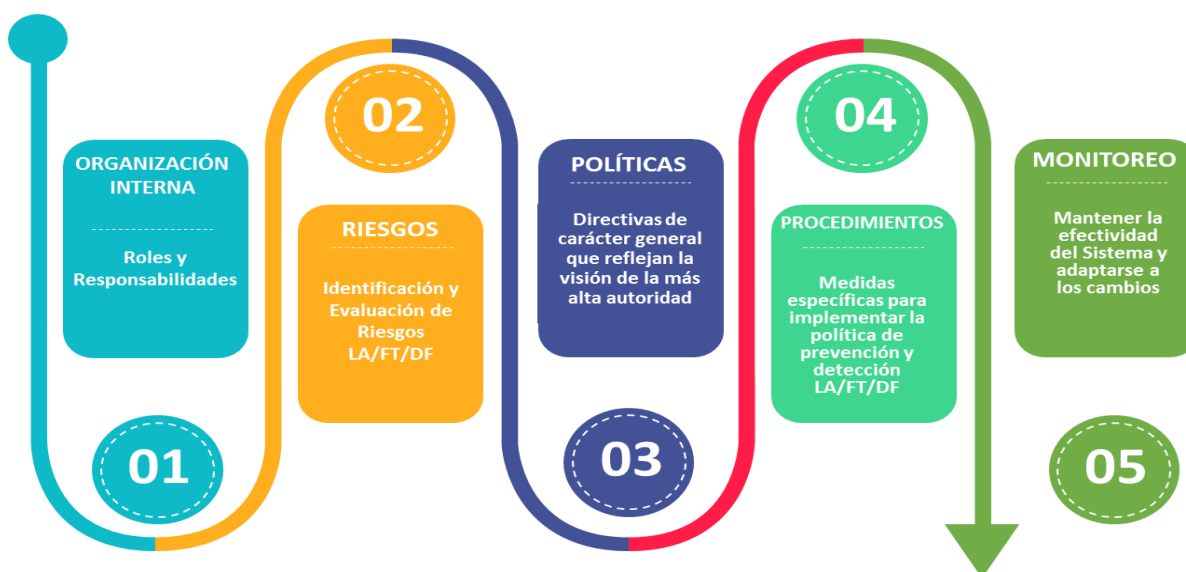 ORGANIZACIÓN
INTERNA
Roles y
Responsabilidades
01
02
RIESGOS
Identificación y
Evaluación de
Riesgos
LA/FT/DF
POLÍTICAS
Directivas de
carácter general
que reflejan la
visión de la más
alta autoridad
03
04
PROCEDIMIENTOS
Medidas
específicas para
implementar la
política de
prevención y
detección
LA/FT/DF
MONITOREO
Mantener la
efectividad
del Sistema y
adaptarse a
los cambios
05